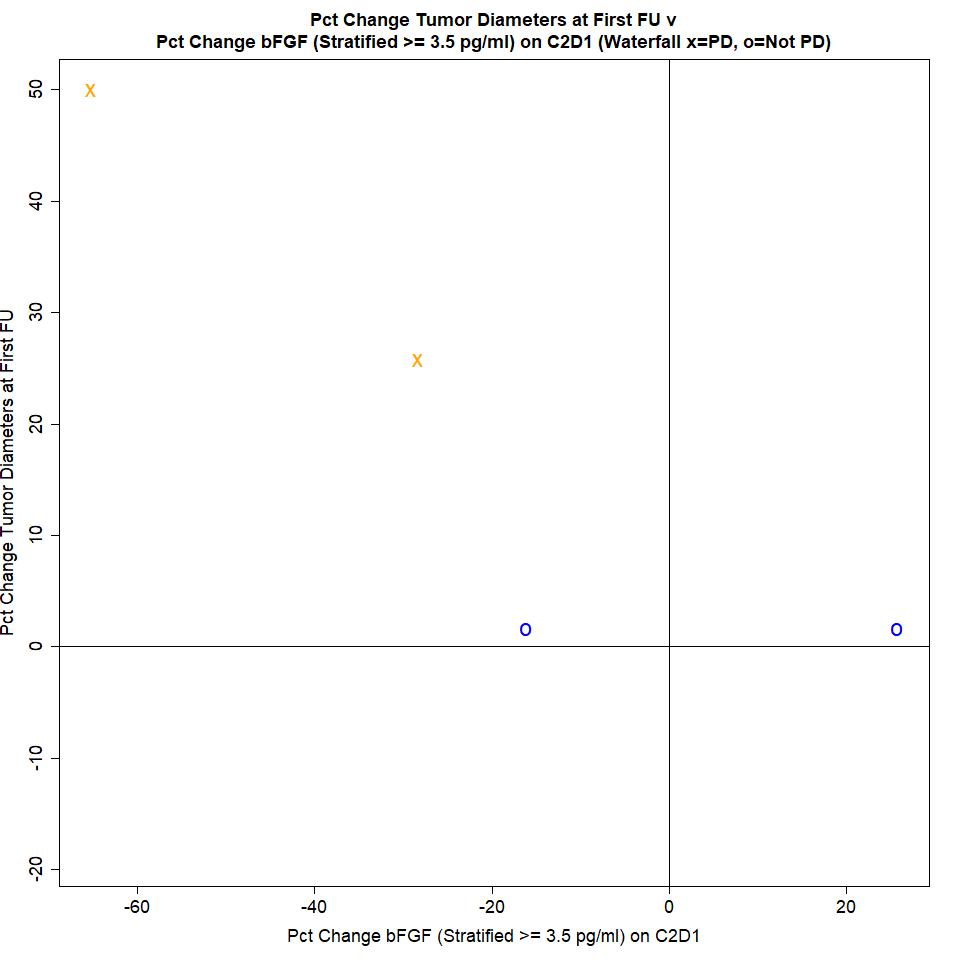 Pct Change Tumor Diameters at First FU v
Pct Change bFGF (Stratified >= 3.5 pg/ml) on C2D1 (Waterfall x=PD, o=Not PD)
Pct Change Tumor Diameters at First FU
50
40
30
20
10
0
-10
-20
X
X
O
O
-60
-40
-20
0
20
Pct Change bFGF (Stratified >= 3.5 pg/ml) on C2D1